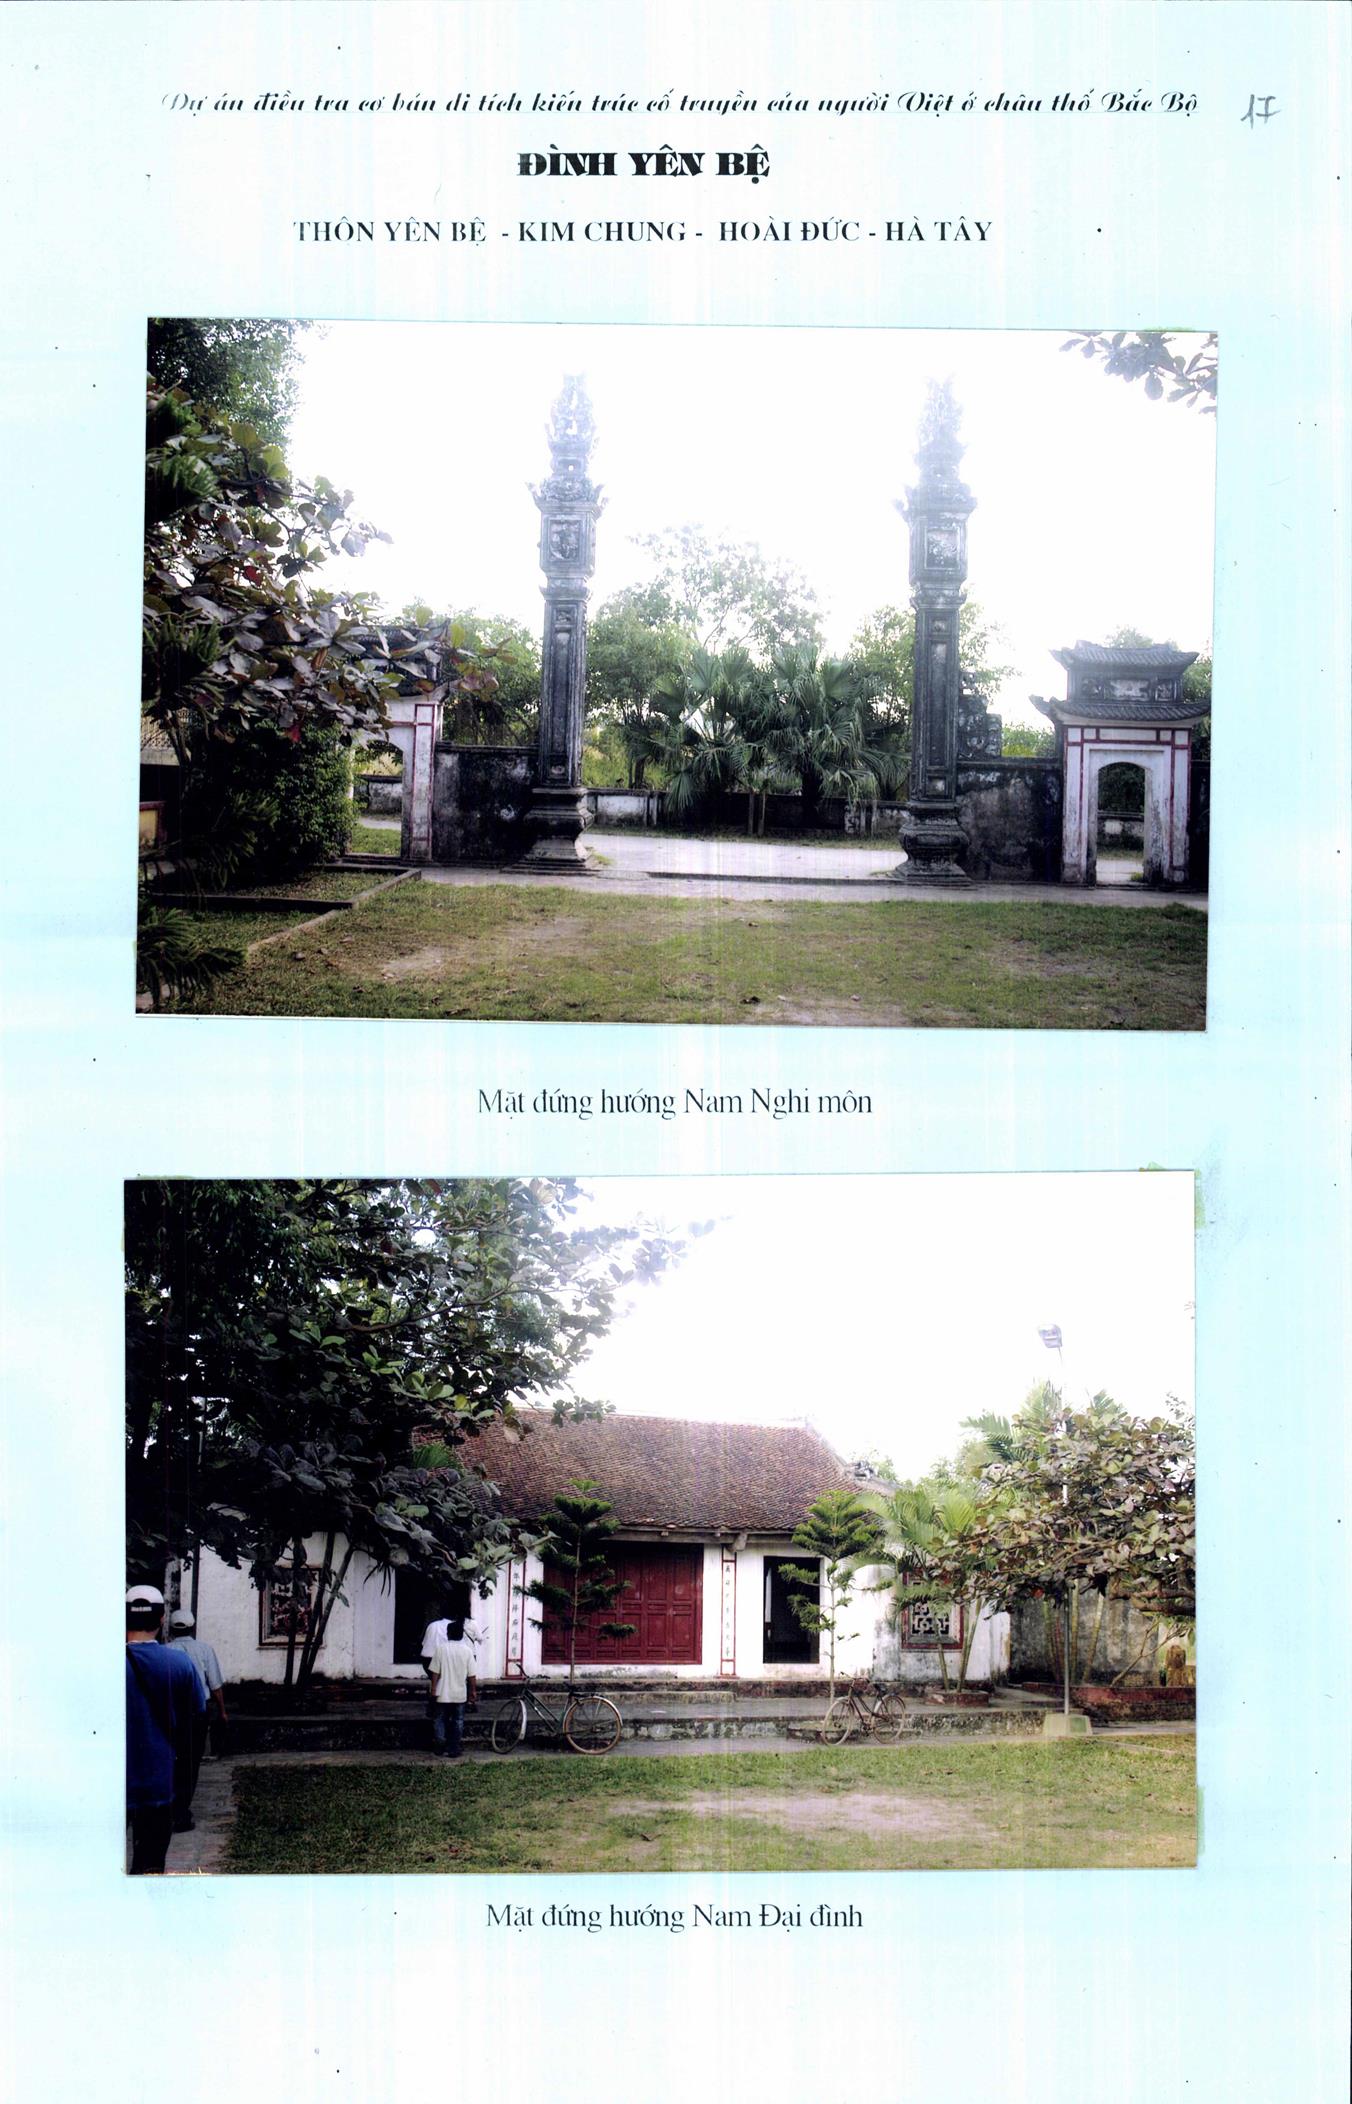 Dự án điều tra cơ bản di tích kiến trúc cổ truyền của người Việt ở châu thổ Bắc Bộ
17
ĐÌNH YÊN BỆ
THÔN YÊN BỆ - KIM CHUNG - HOÀI ĐỨC - HÀ TÂY
Mặt đứng hướng Nam Nghi môn
Mặt đứng hướng Nam Đại đình